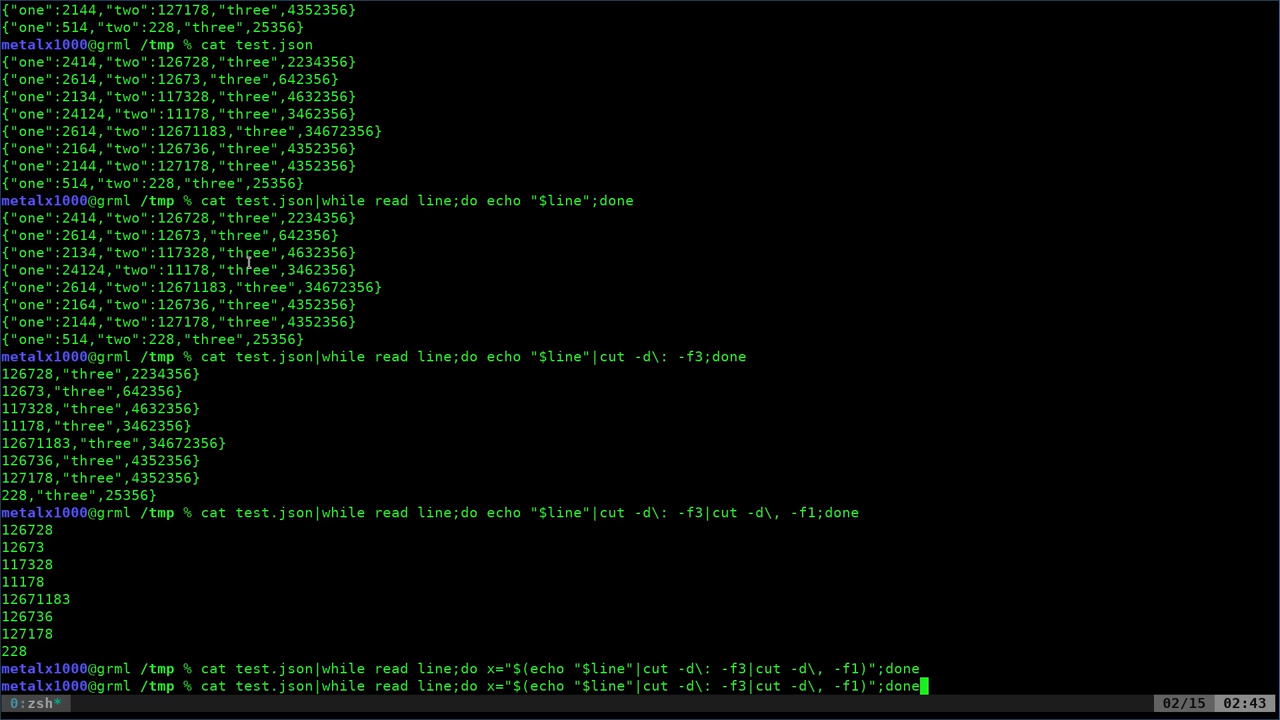 {"one":2144,"two":127178,"three",4352356}
{"one":514,"two":228,"three",25356}
metalx1000@grml /tmp % cat test.json
{"one":2414,"two":126728,"three",2234356}
{"one":2614,"two":12673,"three",642356}
{"one":2134,"two":117328,"three",4632356}
{"one":24124,"two":11178,"three",3462356}
{"one":2614,"two":12671183,"three",34672356}
{"one":2164,"two":126736,"three",4352356}
{"one":2144,"two":127178,"three",4352356}
{"one":514,"two":228,"three",25356}
metalx1000@grml /tmp % cat test.json|while read line;do echo "$line";done
{"one":2414,"two":126728,"three",2234356}
{"one":2614,"two":12673,"three",642356}
{"one":2134,"two":117328,"three",4632356}
{"one":24124,"two":11178,"three",3462356}
{"one":2614,"two":12671183,"three",34672356}
{"one":2164,"two":126736,"three",4352356}
{"one":2144,"two":127178,"three",4352356}
{"one":514,"two":228,"three",25356}
metalx1000@grml /tmp % cat test.json|while read line;do echo "$line"|cut -d\: -f3;done
126728,"three",2234356}
12673,"three",642356}
117328,"three",4632356}
11178,"three",3462356}
12671183,"three",34672356}
126736,"three",4352356}
127178,"three",4352356}
228,"three",25356}
metalx1000@grml /tmp % cat test.json|while read line;do echo "$line"|cut -d\: -f3|cut -d\, -f1;done
126728
12673
117328
11178
12671183
126736
127178
228
metalx1000@grml /tmp % cat test.json|while read line;do x="$(echo "$line"|cut -d\: -f3|cut -d\, -f1)";done
metalx1000@grml /tmp % cat test.json|while read line;do x="$(echo "$line"|cut -d\: -f3|cut -d\, -f1)";done
0:zsh* 02/15 02:43